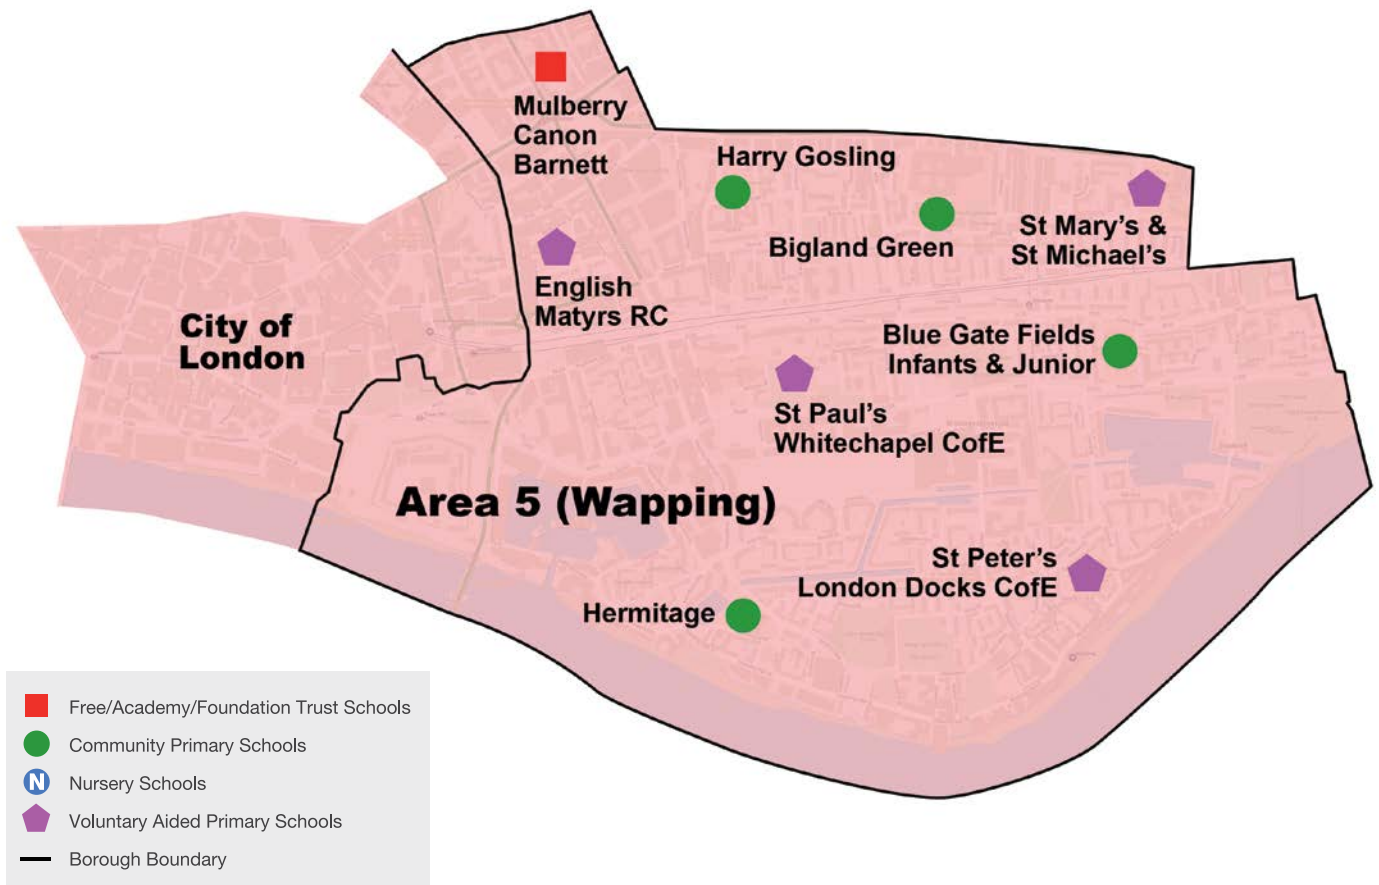 Mulberry
Canon
Barnett
Harry Gosling
Bigland Green
St Mary's &
St Michael's
English
Matyrs RC
City of
London
Blue Gate Fields
Infants & Junior
St Paul's
Whitechapel CofE
Area 5 (Wapping)
St Peter's
London Docks CofE
Hermitage
Free/Academy/Foundation Trust Schools
Community Primary Schools
N
Nursery Schools
Voluntary Aided Primary Schools
Borough Boundary